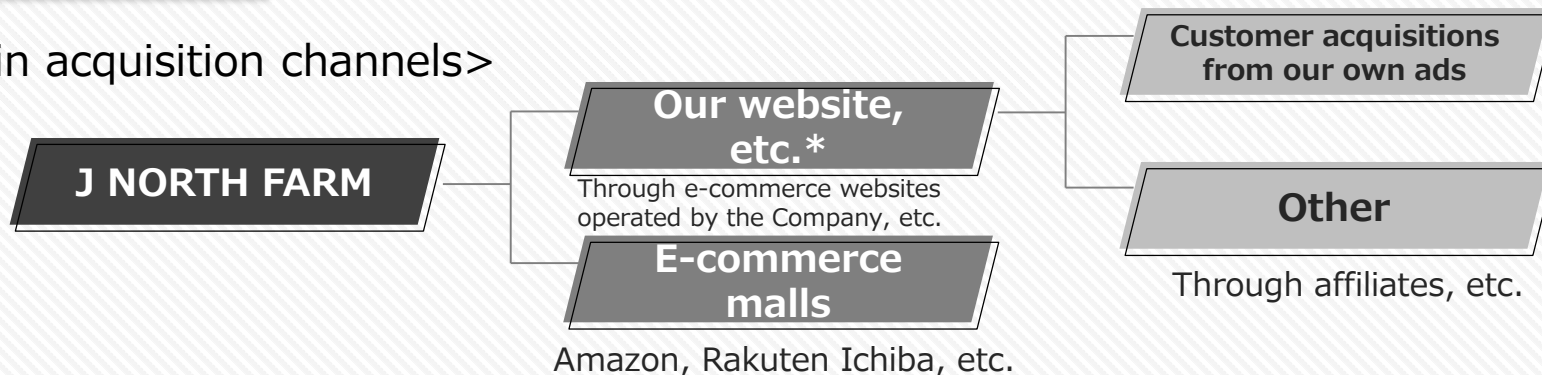 in acquisition channels>
J NORTH FARM
Our website,
etc.*
Through e-commerce websites
operated by the Company, etc.
E-commerce
malls
Amazon, Rakuten Ichiba, etc.
Customer acquisitions
from our own ads
Other
Through affiliates, etc.